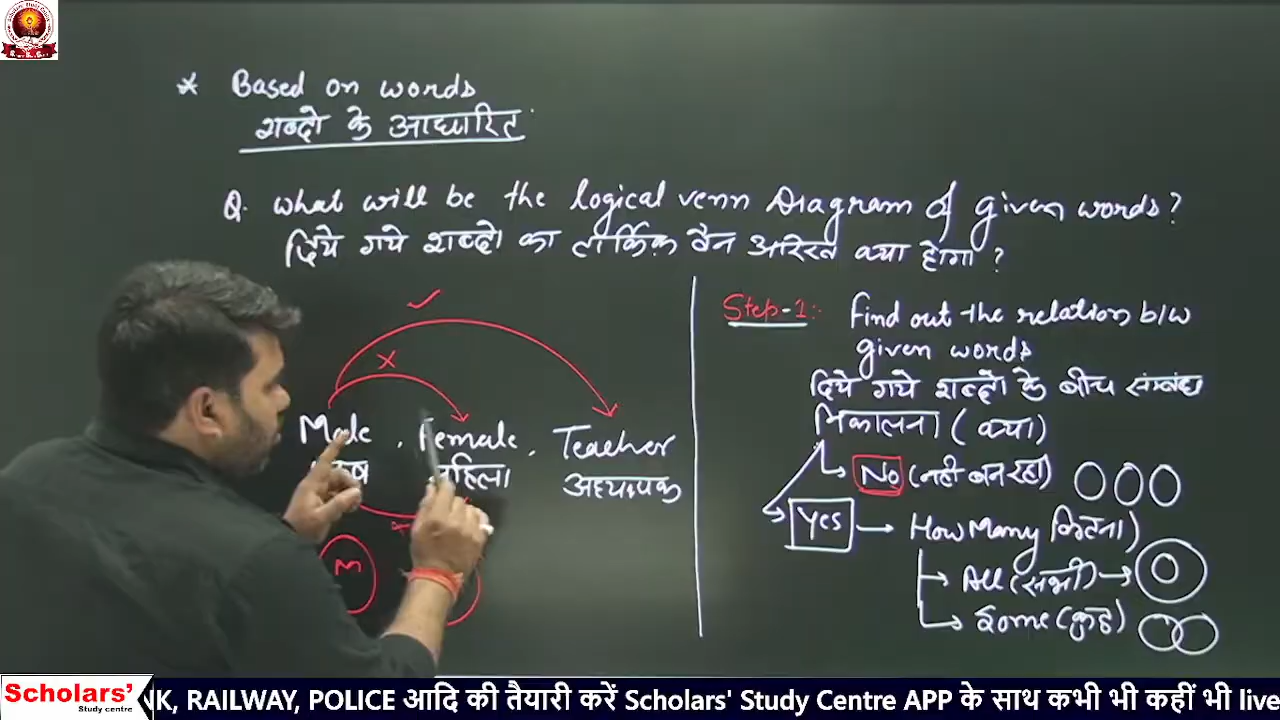 * Based on words
शब्दो के आधारित
Q. What will be the logical venn Diagram of given words?
दिये गये शब्दो का तार्किक वैन आरेख क्या होगा ?
Male, Female, Teacher
अध्यापक
M
Step-1:- Find out the relation b/w
given words
दिये गये शब्दो के बीच संम्बंध
निकालना (क्या)
No (नही बन रहा)
Yes → How Many कितना)
All (सभी)
Some (कुछ)
Scholars'
Study centre
NK, RAILWAY, POLICE आदि की तैयारी करें Scholars' Study Centre APP के साथ कभी भी कहीं भी live